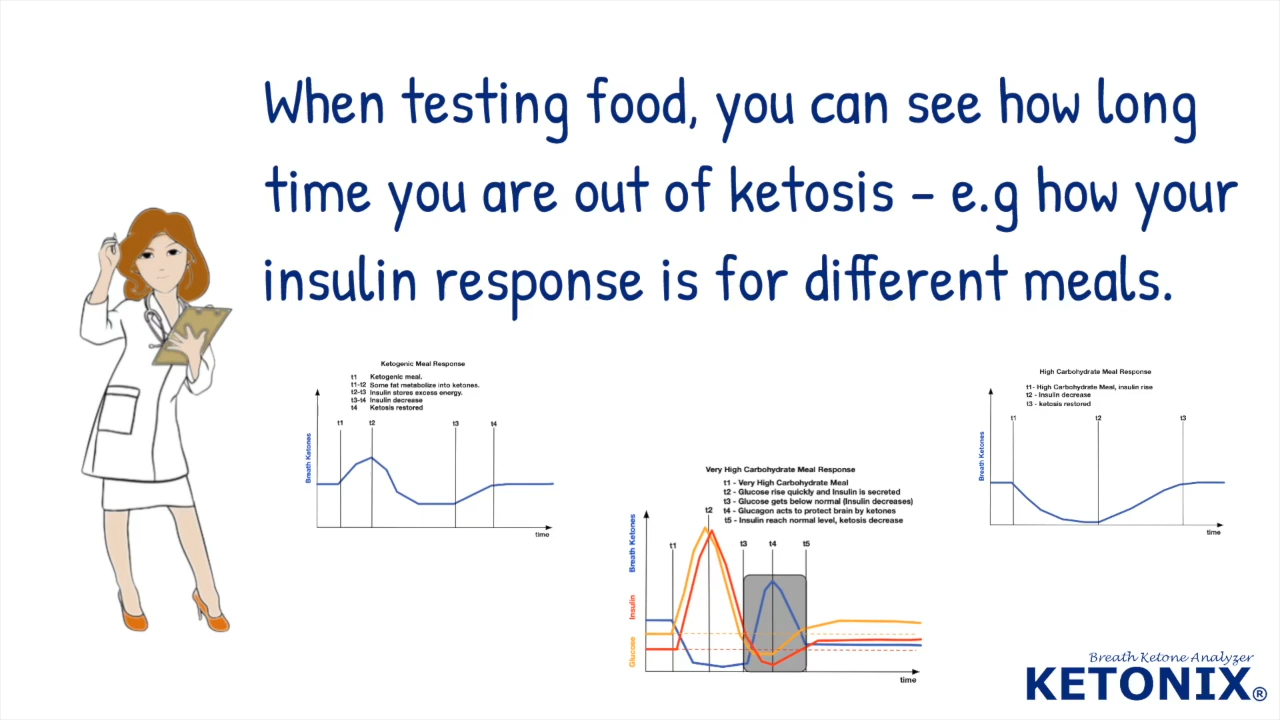 When testing food, you can see how long
time you are out of ketosis – e.g how your
insulin response is for different meals.
Ketogenic Meal Response
t1 Ketogenic meal.
t1-t2 Some fat metabolize into ketones.
t2-t3 Insulin stores excess energy.
t3-t4 Insulin decrease
t4 Ketosis restored
t1 t2 t3 t4
Breath Ketones
time
Very High Carbohydrate Meal Response
t1 - Very High Carbohydrate Meal
t2 - Glucose rise quickly and Insulin is secreted
t3 - Glucose gets below normal (Insulin decreases)
t4 - Glucagon acts to protect brain by ketones
t5 - Insulin reach normal level, ketosis decrease
t1 t2 t3 t4 t5
Breath Ketones
Insulin
Glucose
time
High Carbohydrate Meal Response
t1- High Carbohydrate Meal, insulin rise
t2 - Insulin decrease
t3 - ketosis restored
t1 t2 t3
Breath Ketones
time
Breath Ketone Analyzer
KETONIX®